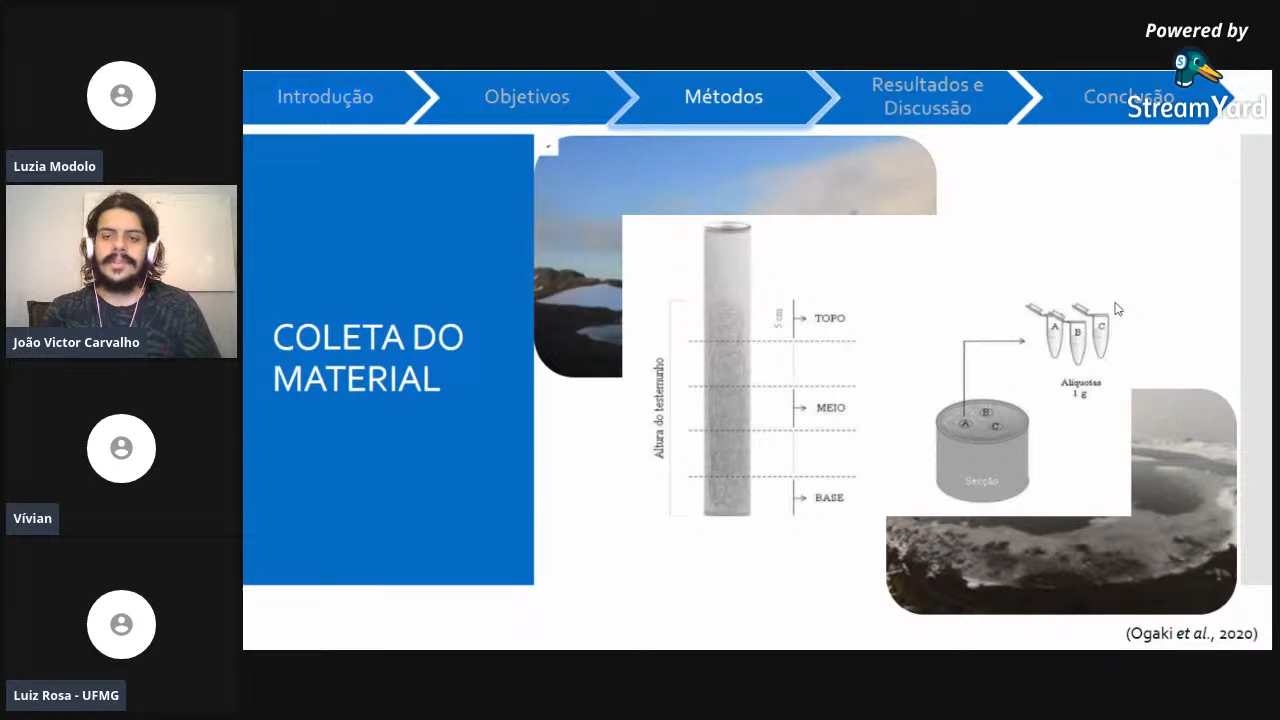 Powered by
StreamYard
Introdução
Objetivos
Métodos
Resultados e
Discussão
Conclusão
Luzia Modolo
João Victor Carvalho
Vívian
Luiz Rosa - UFMG
COLETA DO
MATERIAL
Altura do testemunho
5 cm
TOPO
MEIO
BASE
A
B
C
Alíquotas
1 g
A
B
C
Secção
(Ogaki et al., 2020)